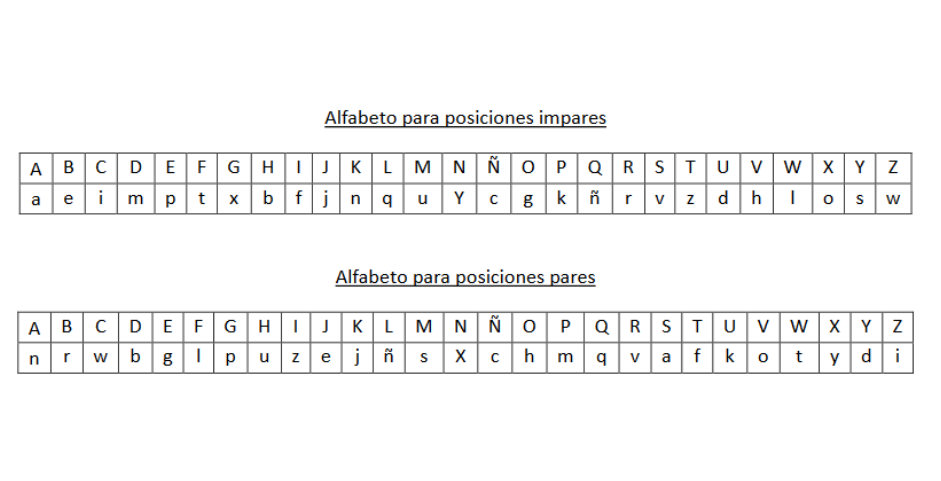 Alfabeto para posiciones impares
A B C D E F G H I J K L M N Ñ O P Q R S T U V W X Y Z
a e i m p t x b f j n q u Y c g k ñ r v z d h l o s w
Alfabeto para posiciones pares
A B C D E F G H I J K L M N Ñ O P Q R S T U V W X Y Z
n r w b g l p u z e j ñ s X c h m q v a f k o t y d i